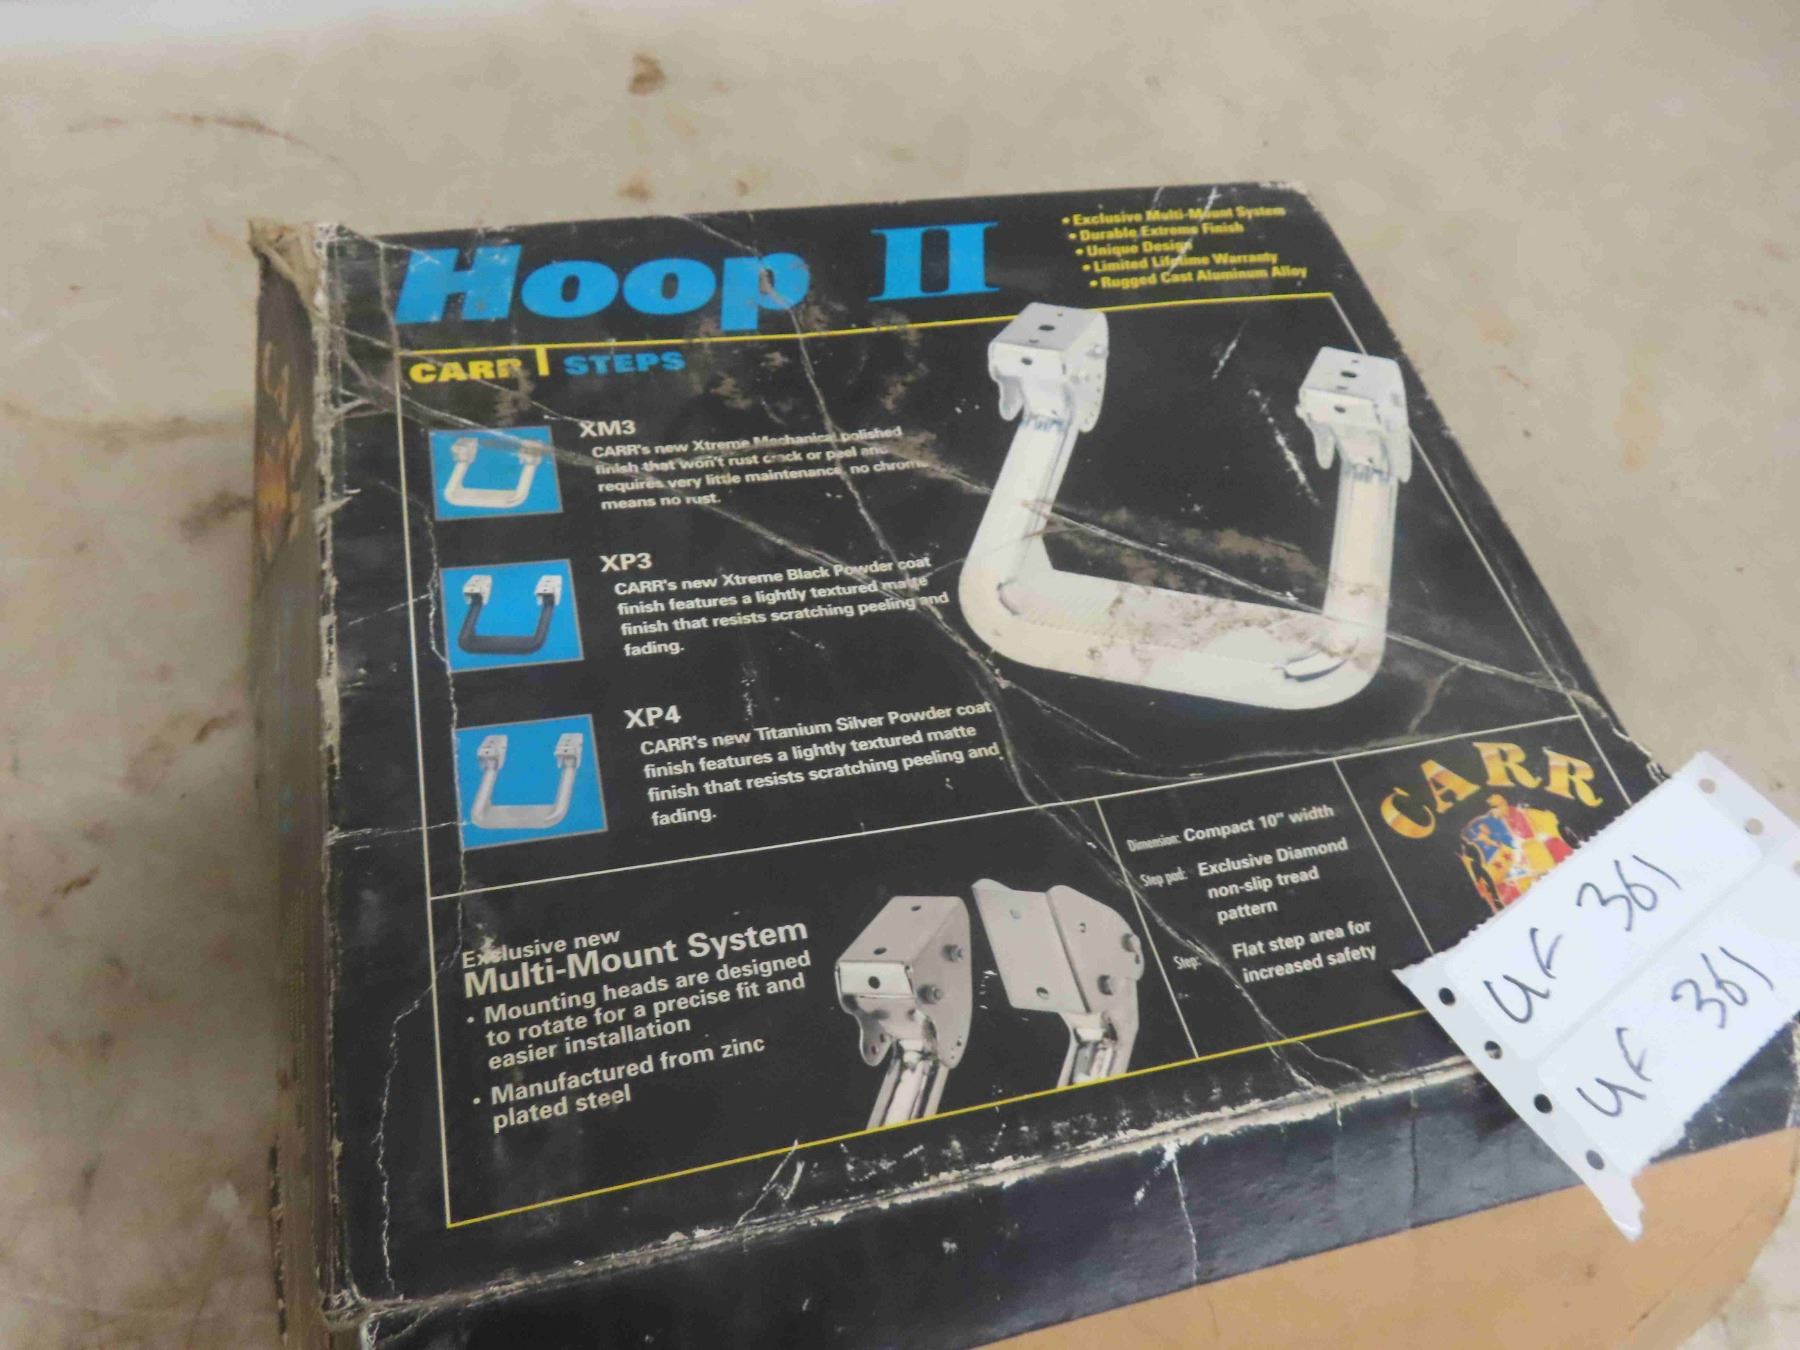 Hoop II
• Exclusive Multi-Mount System
• Durable Extreme Finish
• Unique Design
• Limited Lifetime Warranty
• Rugged Cast Aluminum Alloy
CARR STEPS
XM3
CARR's new Xtreme Mechanical polished
finish that won't rust crack or peel and
requires very little maintenance, no chrome
means no rust.
XP3
CARR's new Xtreme Black Powder coat
finish features a lightly textured matte
finish that resists scratching peeling and
fading.
XP4
CARR's new Titanium Silver Powder coat
finish features a lightly textured matte
finish that resists scratching peeling and
fading.
Exclusive new
Multi-Mount System
• Mounting heads are designed
to rotate for a precise fit and
easier installation
• Manufactured from zinc
plated steel
Dimension: Compact 10" width
Step pad: Exclusive Diamond
non-slip tread
pattern
Step: Flat step area for
increased safety
CARR
UF 361
UF 361